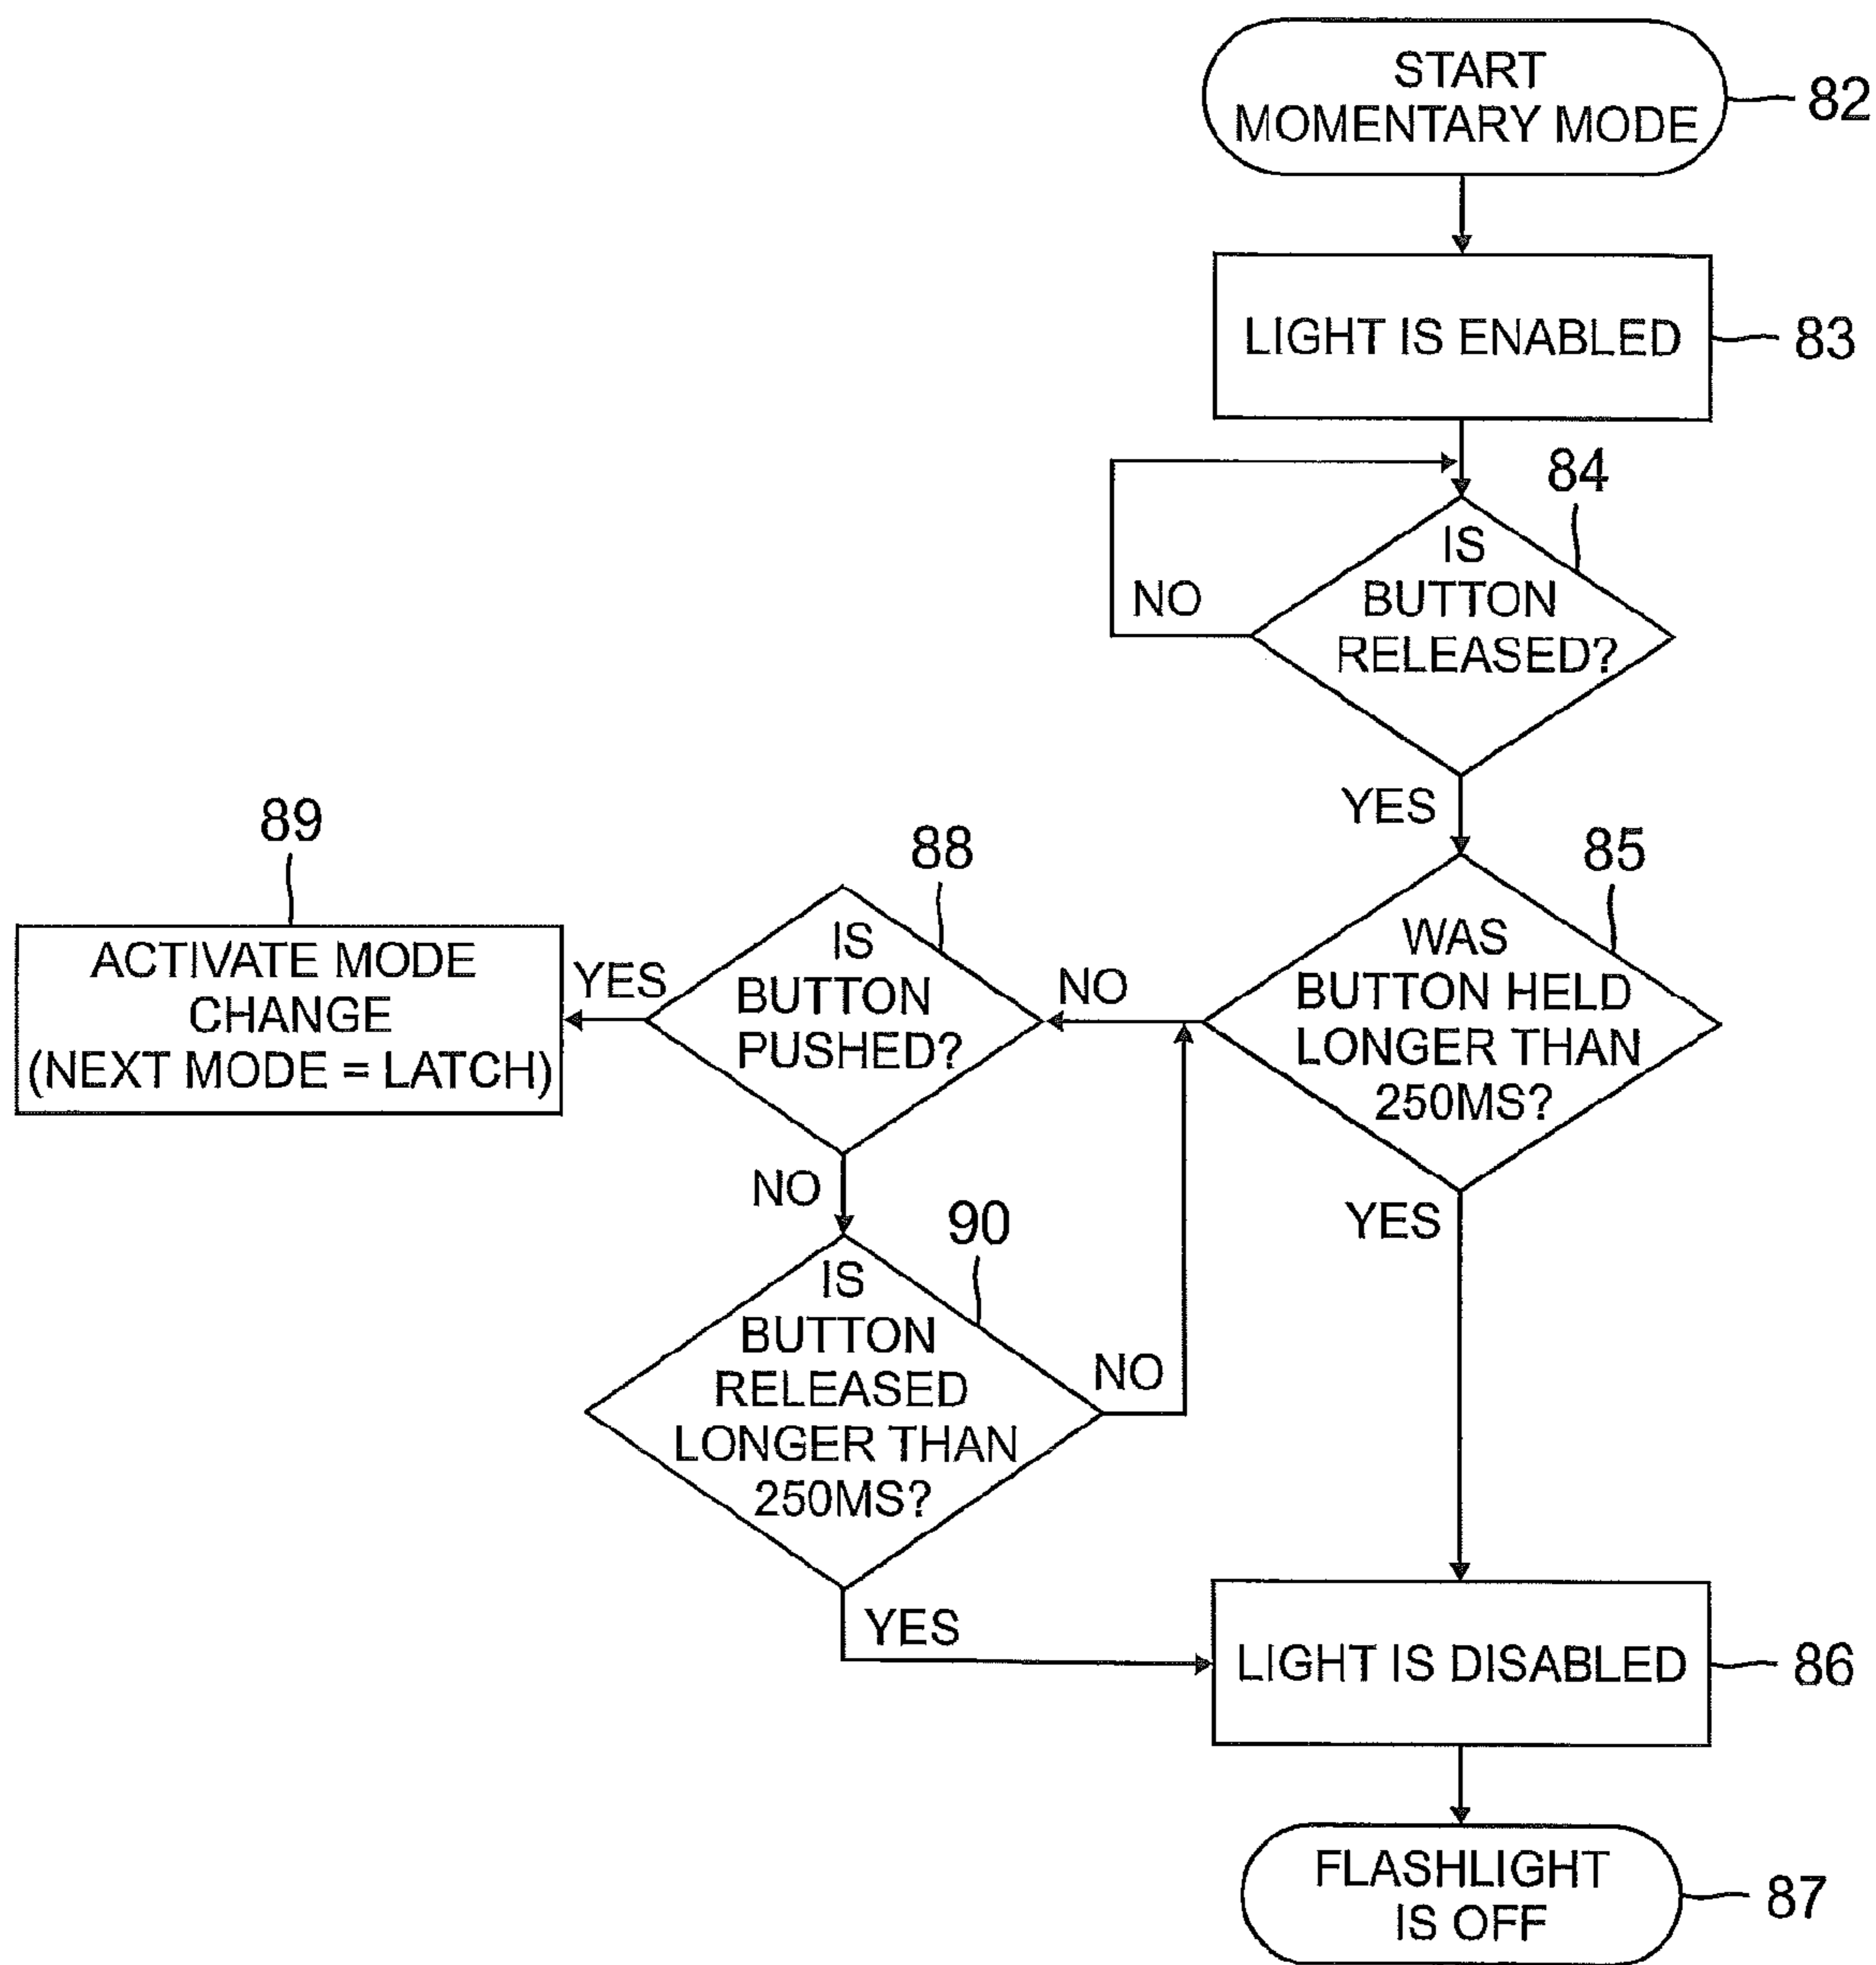 START
MOMENTARY MODE
82
LIGHT IS ENABLED
83
84
IS
BUTTON
RELEASED?
NO
YES
85
WAS
BUTTON HELD
LONGER THAN
250MS?
NO
YES
88
IS
BUTTON
PUSHED?
YES
NO
89
ACTIVATE MODE
CHANGE
(NEXT MODE = LATCH)
90
IS
BUTTON
RELEASED
LONGER THAN
250MS?
NO
YES
LIGHT IS DISABLED
86
FLASHLIGHT
IS OFF
87